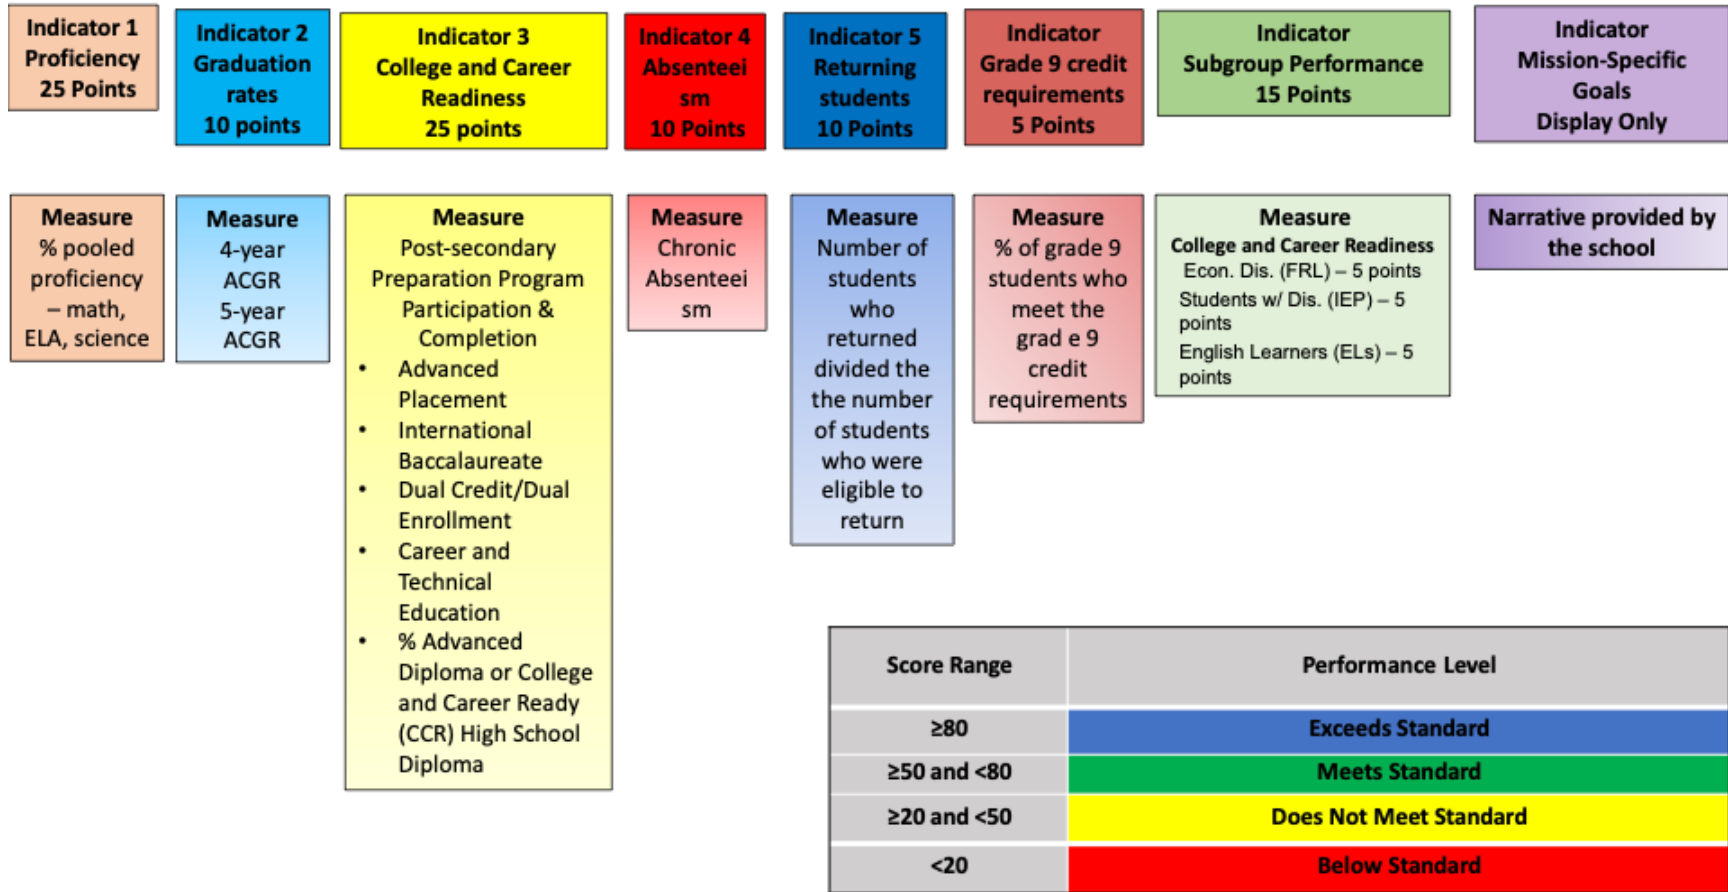 Indicator 1
Proficiency
25 Points
Indicator 2
Graduation
rates
10 points
Indicator 3
College and Career
Readiness
25 points
Indicator 4
Absenteei
sm
10 Points
Indicator 5
Returning
students
10 Points
Indicator
Grade 9 credit
requirements
5 Points
Indicator
Subgroup Performance
15 Points
Indicator
Mission-Specific
Goals
Display Only
Measure
% pooled
proficiency
– math,
ELA, science
Measure
4-year
ACGR
5-year
ACGR
Measure
Post-secondary
Preparation Program
Participation &
Completion
• Advanced
Placement
• International
Baccalaureate
• Dual Credit/Dual
Enrollment
• Career and
Technical
Education
• % Advanced
Diploma or College
and Career Ready
(CCR) High School
Diploma
Measure
Chronic
Absenteei
sm
Measure
Number of
students
who
returned
divided the
the number
of students
who were
eligible to
return
Measure
% of grade 9
students who
meet the
grad e 9
credit
requirements
Measure
College and Career Readiness
Econ. Dis. (FRL) – 5 points
Students w/ Dis. (IEP) – 5
points
English Learners (ELs) – 5
points
Narrative provided by
the school
Score Range Performance Level
≥80 Exceeds Standard
≥50 and <80 Meets Standard
≥20 and <50 Does Not Meet Standard
<20 Below Standard